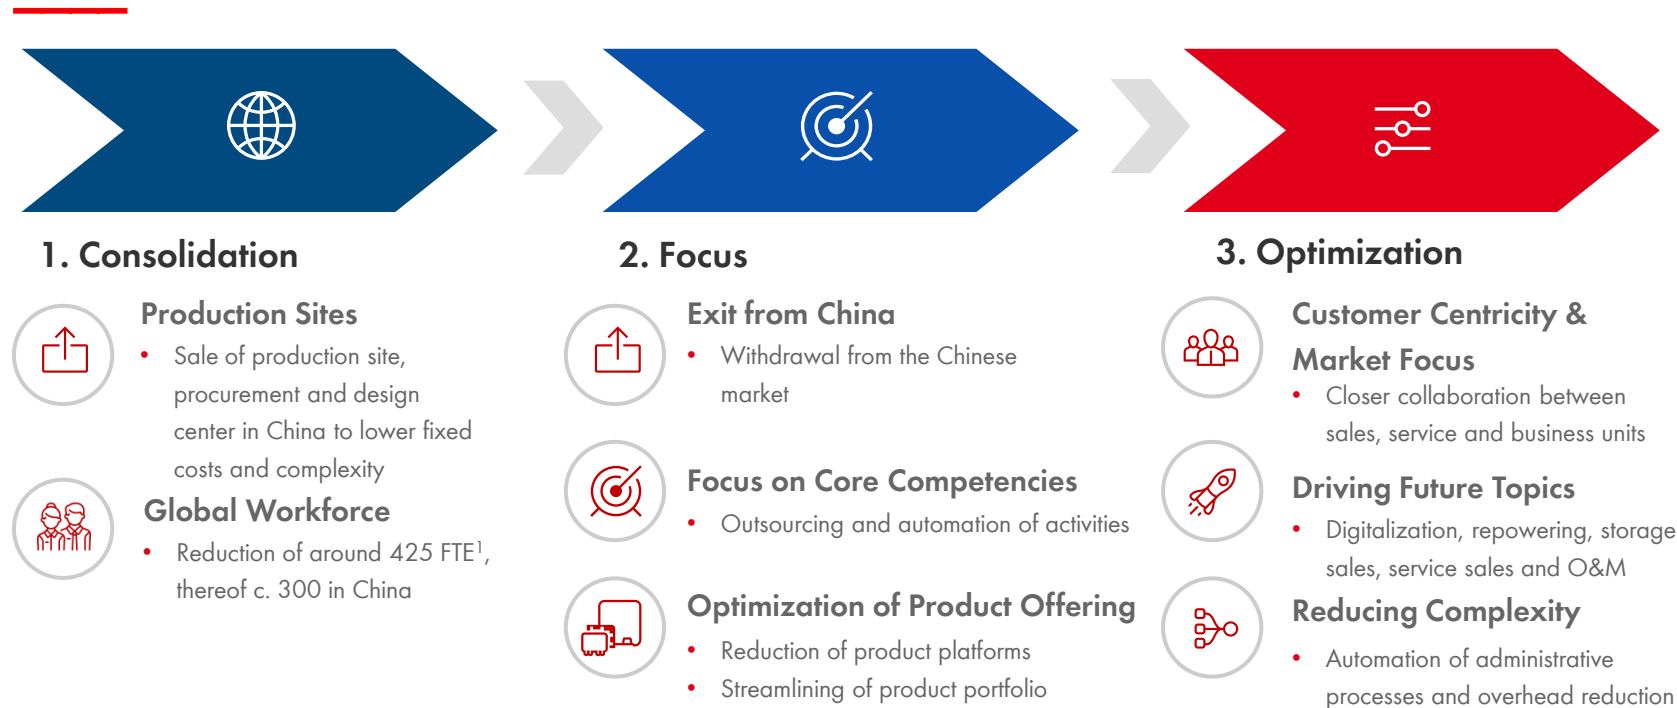 1. Consolidation
Production Sites
• Sale of production site,
procurement and design
center in China to lower fixed
costs and complexity
Global Workforce
• Reduction of around 425 FTE¹,
thereof c. 300 in China
2. Focus
Exit from China
• Withdrawal from the Chinese
market
Focus on Core Competencies
• Outsourcing and automation of activities
Optimization of Product Offering
• Reduction of product platforms
• Streamlining of product portfolio
3. Optimization
Customer Centricity &
Market Focus
• Closer collaboration between
sales, service and business units
Driving Future Topics
• Digitalization, repowering, storage
sales, service sales and O&M
Reducing Complexity
• Automation of administrative
processes and overhead reduction